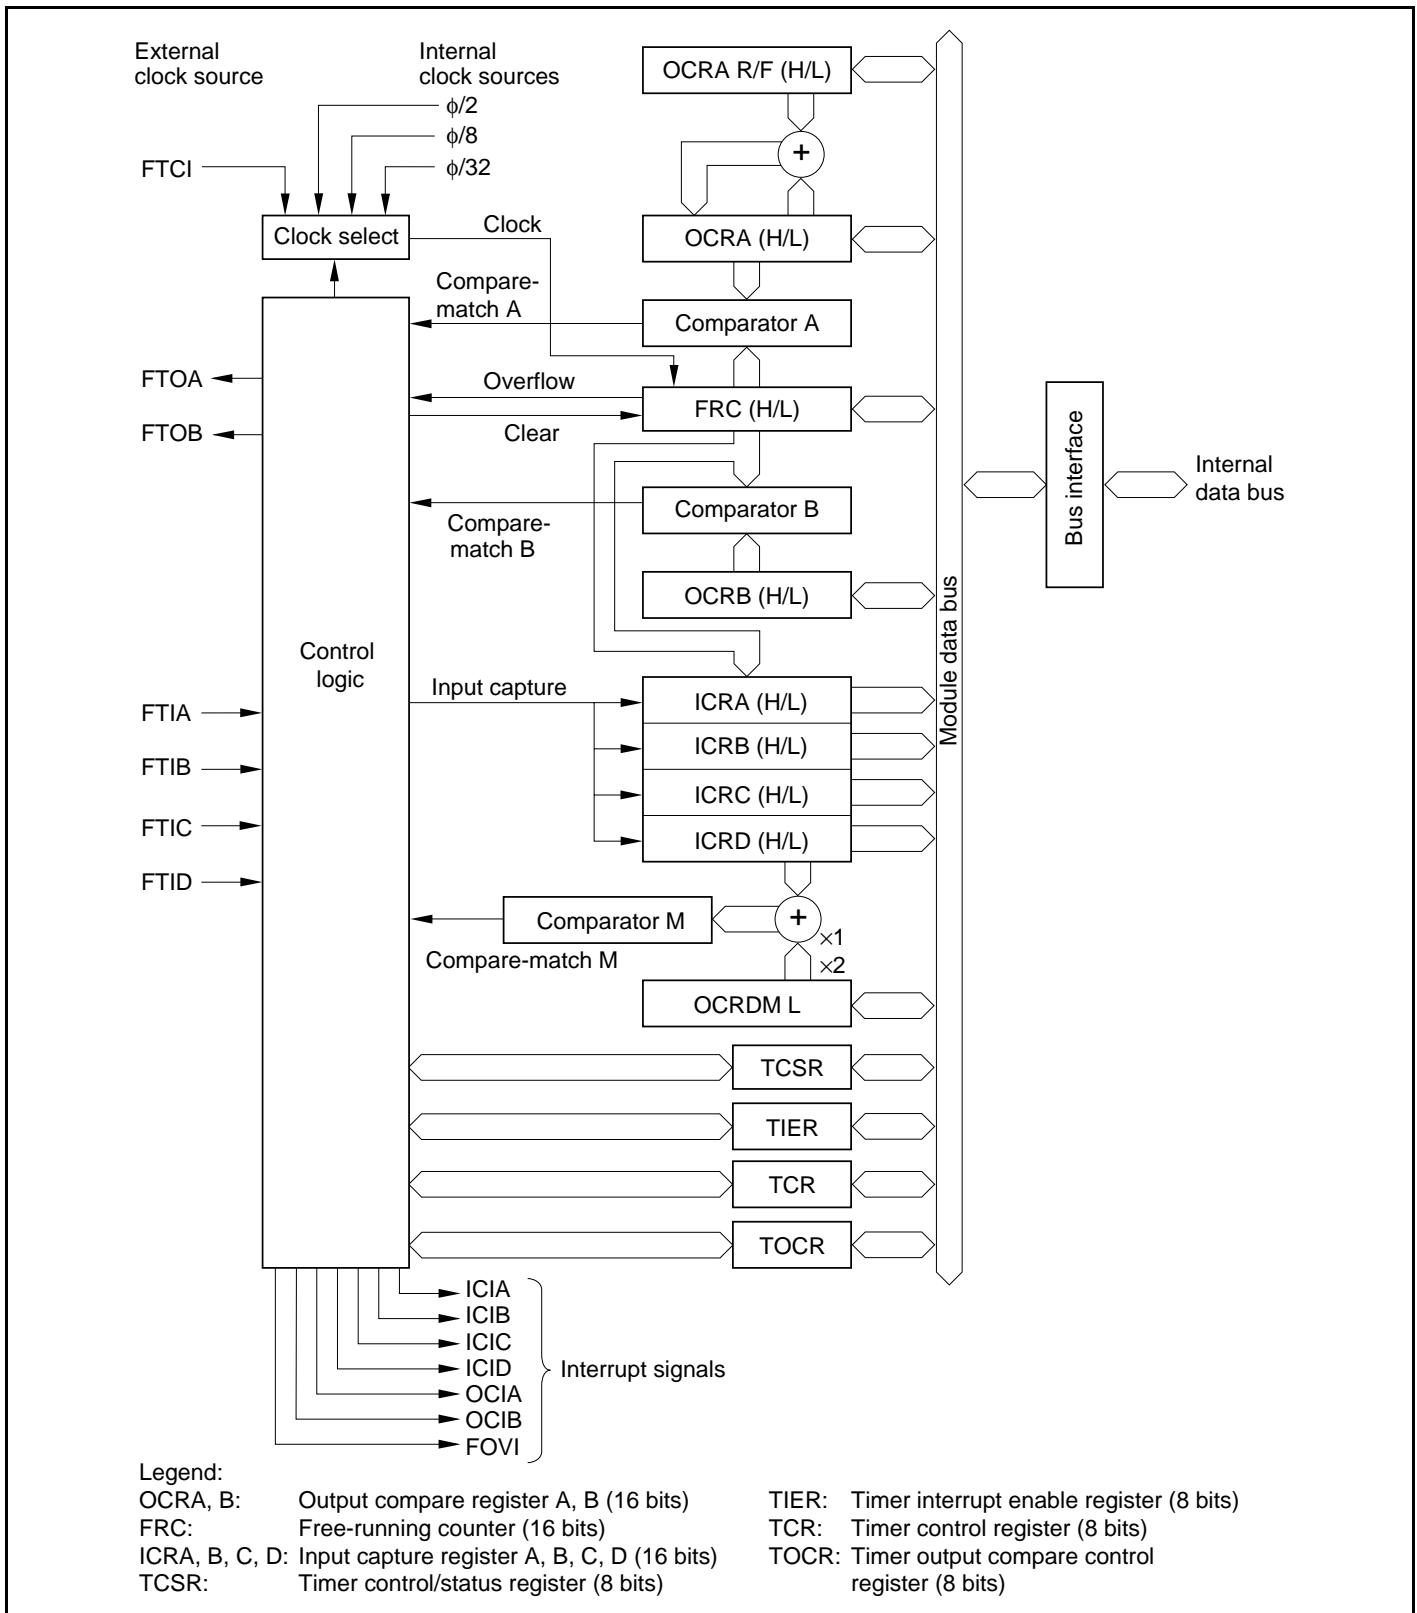 External
clock source
Internal
clock sources
ϕ/2
ϕ/8
ϕ/32
FTCI
Clock select
Clock
OCRA R/F (H/L)
+
OCRA (H/L)
Compare-
match A
Comparator A
FTOA
Overflow
FRC (H/L)
FTOB
Clear
Comparator B
Compare-
match B
OCRB (H/L)
Bus interface
Internal
data bus
Module data bus
Control
logic
Input capture
ICRA (H/L)
ICRB (H/L)
ICRC (H/L)
ICRD (H/L)
FTIA
FTIB
FTIC
FTID
Comparator M
+
×1
×2
Compare-match M
OCRDM L
TCSR
TIER
TCR
TOCR
ICIA
ICIB
ICIC
ICID
OCIA
OCIB
FOVI
Interrupt signals
Legend:
OCRA, B: Output compare register A, B (16 bits)
FRC: Free-running counter (16 bits)
ICRA, B, C, D: Input capture register A, B, C, D (16 bits)
TCSR: Timer control/status register (8 bits)
TIER: Timer interrupt enable register (8 bits)
TCR: Timer control register (8 bits)
TOCR: Timer output compare control
register (8 bits)